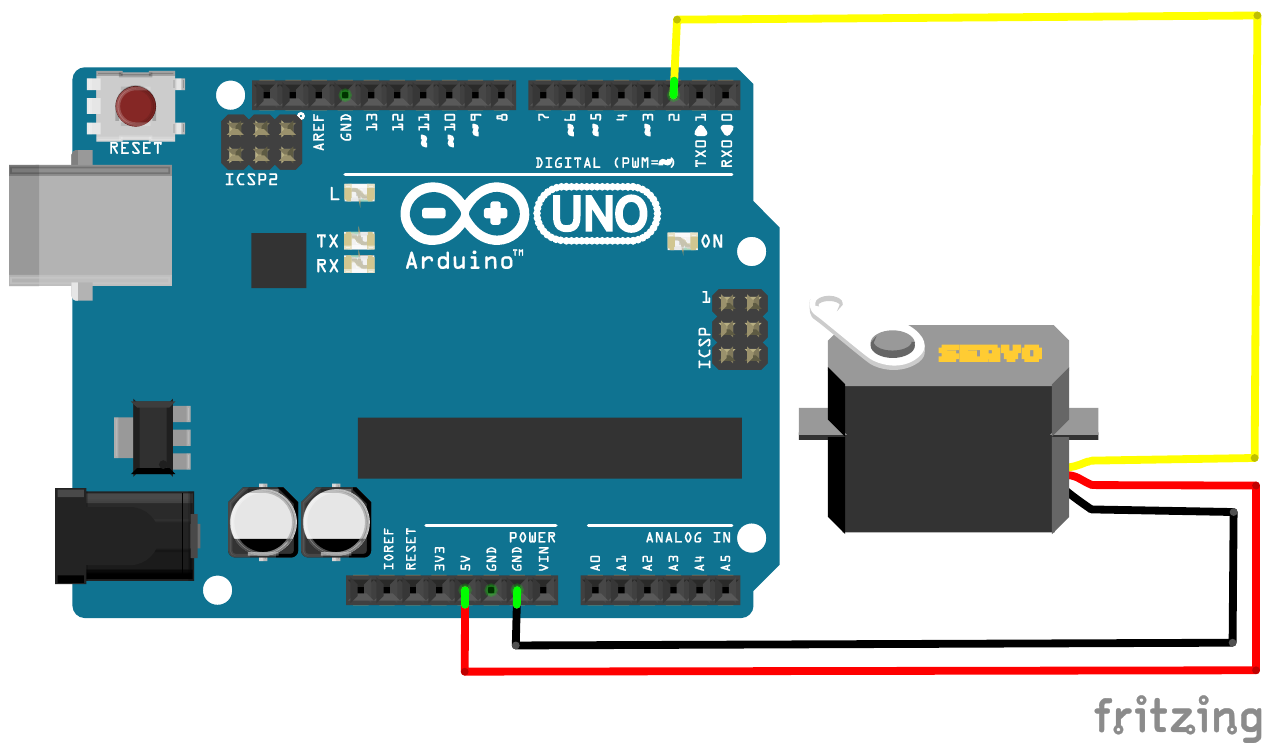 RESET
ICSP2
AREF
GND
13
12
~11
~10
~9
8
7
~6
~5
4
~3
2
TX0 1
RX0 0
DIGITAL (PWM=~)
L
TX
RX
UNO
Arduino™
ON
1
ICSP
SERVO
POWER
ANALOG IN
IOREF
RESET
3V3
5V
GND
GND
VIN
A0
A1
A2
A3
A4
A5
fritzing